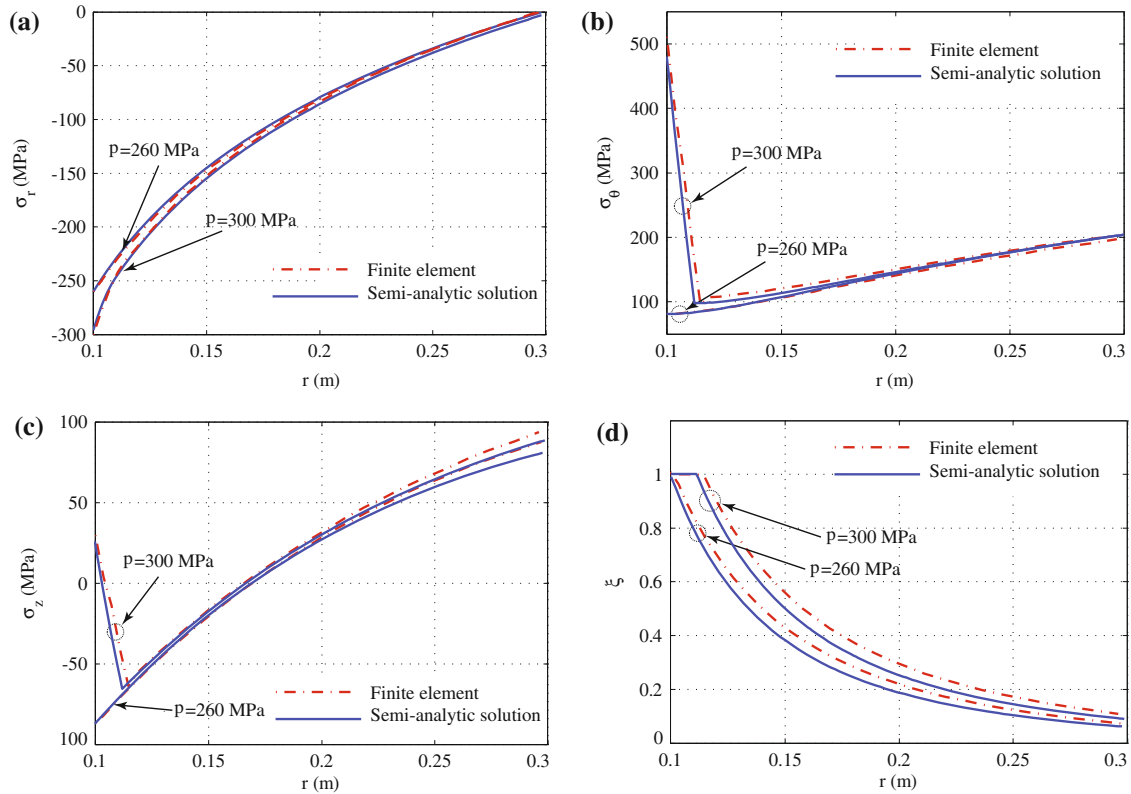 (a)
0
-50
-100
-150
-200
-250
-300
σr (MPa)
p=260 MPa
p=300 MPa
Finite element
Semi-analytic solution
0.1
0.15
0.2
0.25
0.3
r (m)
(b)
500
400
300
200
100
σθ (MPa)
Finite element
Semi-analytic solution
p=300 MPa
p=260 MPa
0.1
0.15
0.2
0.25
0.3
r (m)
(c)
100
50
0
-50
100
σz (MPa)
p=300 MPa
p=260 MPa
Finite element
Semi-analytic solution
0.1
0.15
0.2
0.25
0.3
r (m)
(d)
1
0.8
0.6
0.4
0.2
0
ξ
Finite element
Semi-analytic solution
p=300 MPa
p=260 MPa
0.1
0.15
0.2
0.25
0.3
r (m)